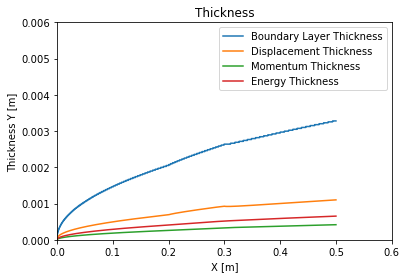 Thickness
Boundary Layer Thickness
Displacement Thickness
Momentum Thickness
Energy Thickness
Thickness Y [m]
0.006
0.005
0.004
0.003
0.002
0.001
0.000
0.0 0.1 0.2 0.3 0.4 0.5 0.6
X [m]